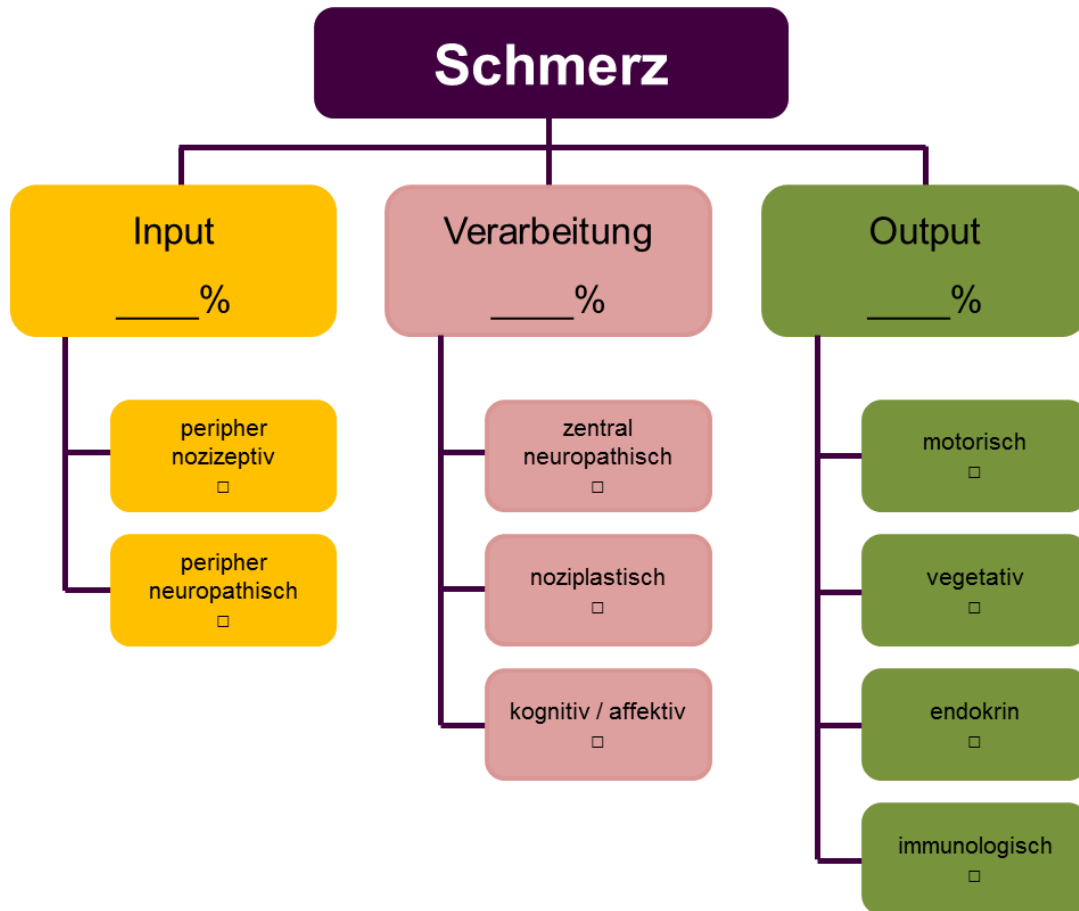 Schmerz
Input
____%
peripher
nozizeptiv
□
peripher
neuropathisch
□
Verarbeitung
____%
zentral
neuropathisch
□
noziplastisch
□
kognitiv / affektiv
□
Output
____%
motorisch
□
vegetativ
□
endokrin
□
immunologisch
□